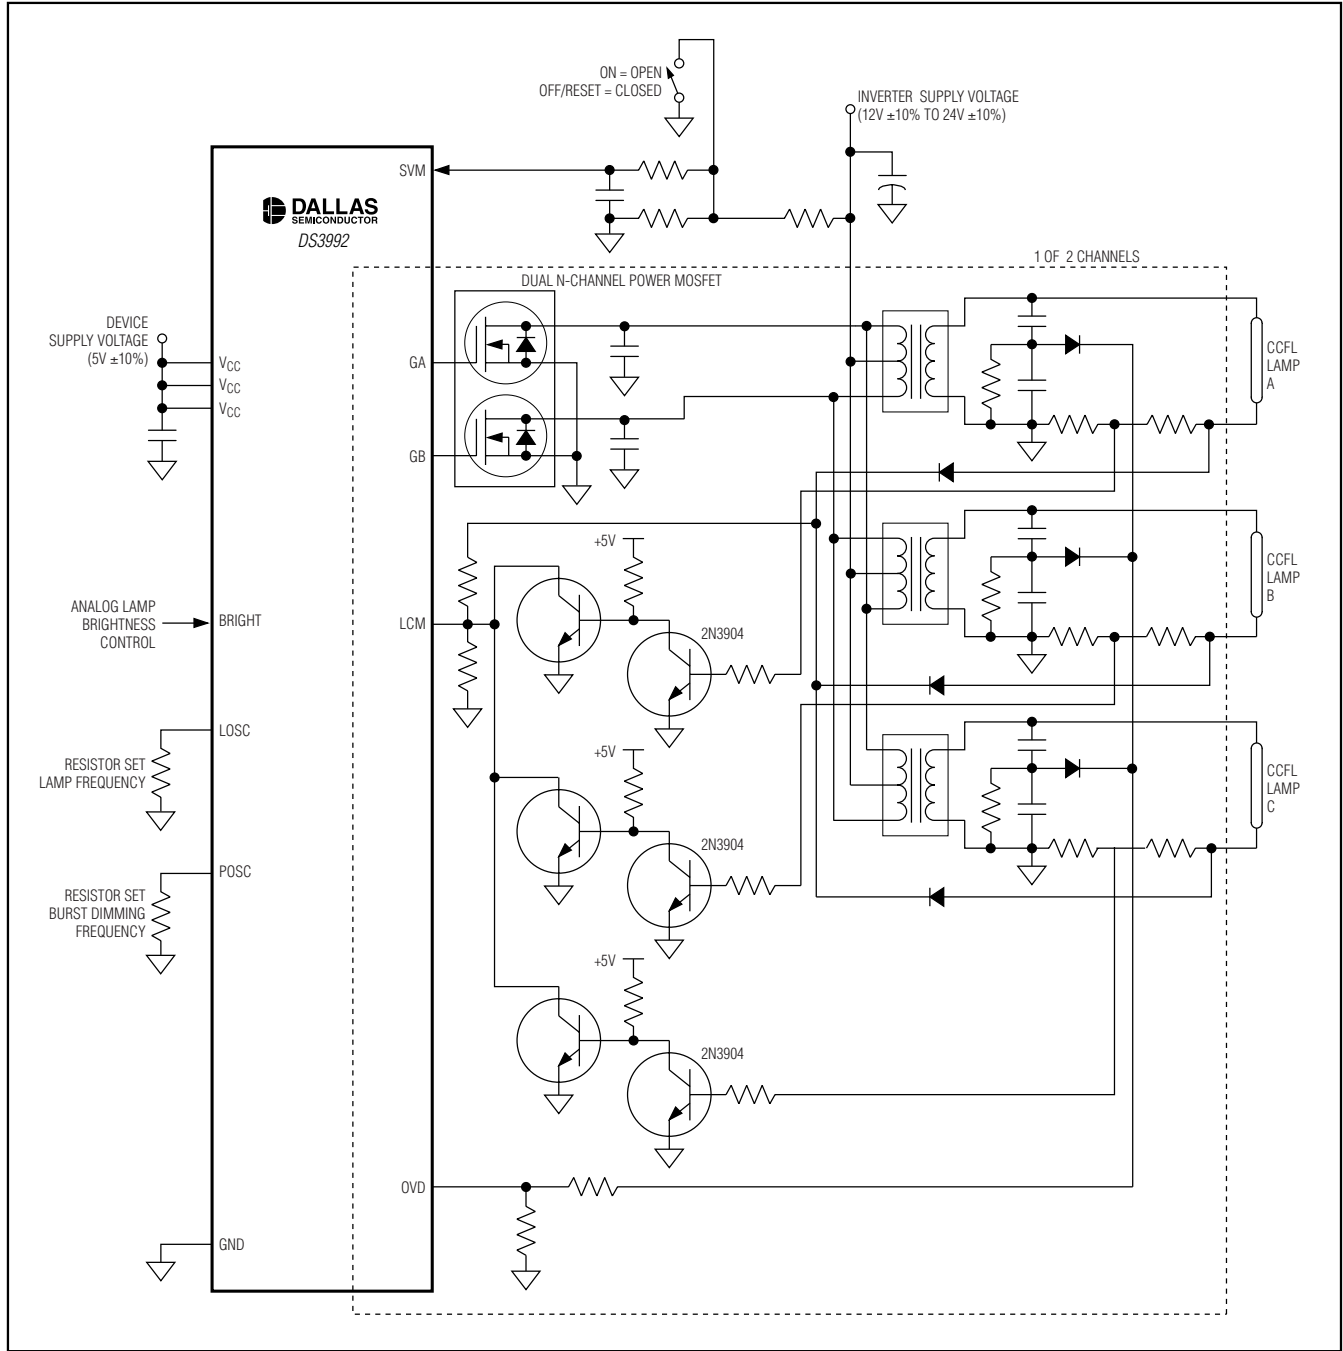 ON = OPEN
OFF/RESET = CLOSED
INVERTER SUPPLY VOLTAGE
(12V ±10% TO 24V ±10%)
SVM
DALLAS
SEMICONDUCTOR
DS3992
1 OF 2 CHANNELS
DUAL N-CHANNEL POWER MOSFET
DEVICE
SUPPLY VOLTAGE
(5V ±10%)
VCC
VCC
VCC
GA
GB
CCFL
LAMP
A
+5V
CCFL
LAMP
B
ANALOG LAMP
BRIGHTNESS
CONTROL
BRIGHT
LCM
2N3904
LOSC
RESISTOR SET
LAMP FREQUENCY
+5V
CCFL
LAMP
C
2N3904
POSC
RESISTOR SET
BURST DIMMING
FREQUENCY
+5V
2N3904
OVD
GND